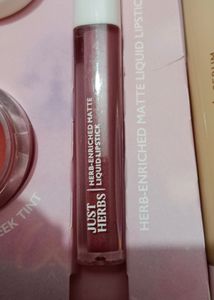 JUST
HERBS
HERB-ENRICHED MATTE
LIQUID LIPSTICK
HERB-ENRICHED MATTE LIQUID LIPSTICK
EEK TINT